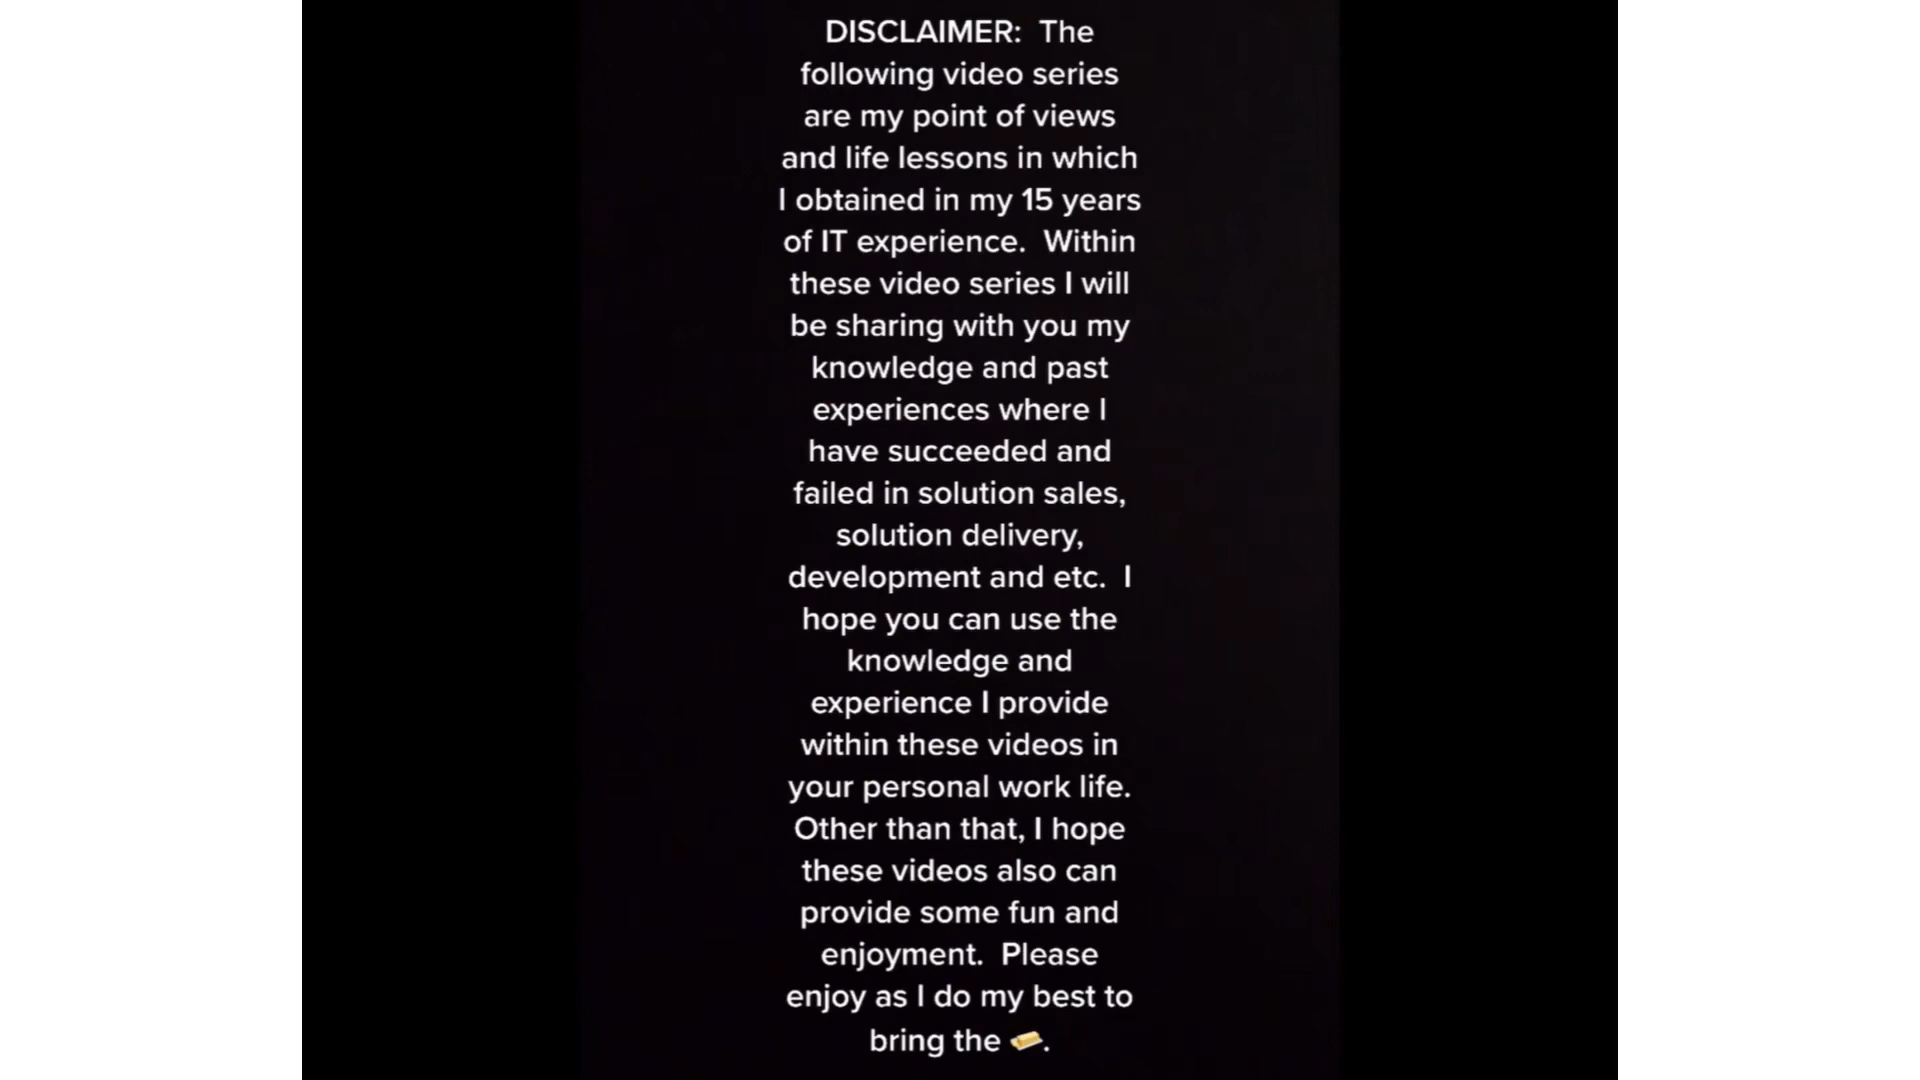 DISCLAIMER:  The
following video series
are my point of views
and life lessons in which
I obtained in my 15 years
of IT experience.  Within
these video series I will
be sharing with you my
knowledge and past
experiences where I
have succeeded and
failed in solution sales,
solution delivery,
development and etc.  I
hope you can use the
knowledge and
experience I provide
within these videos in
your personal work life.
Other than that, I hope
these videos also can
provide some fun and
enjoyment.  Please
enjoy as I do my best to
bring the .